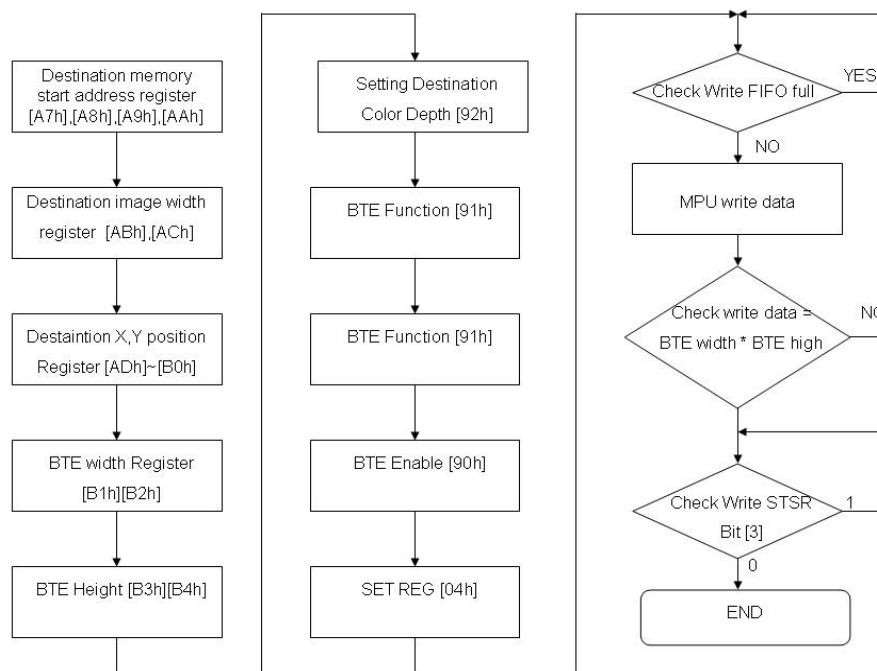 Destination memory
start address register
[A7h],[A8h],[A9h],[AAh]
Destination image width
register [ABh],[ACh]
Destaintion X,Y position
Register [ADh]~[B0h]
BTE width Register
[B1h][B2h]
BTE Height [B3h][B4h]
Setting Destination
Color Depth [92h]
BTE Function [91h]
BTE Function [91h]
BTE Enable [90h]
SET REG [04h]
Check Write FIFO full
YES
NO
MPU write data
Check write data =
BTE width * BTE high
NO
Check Write STSR
Bit [3]
1
0
END